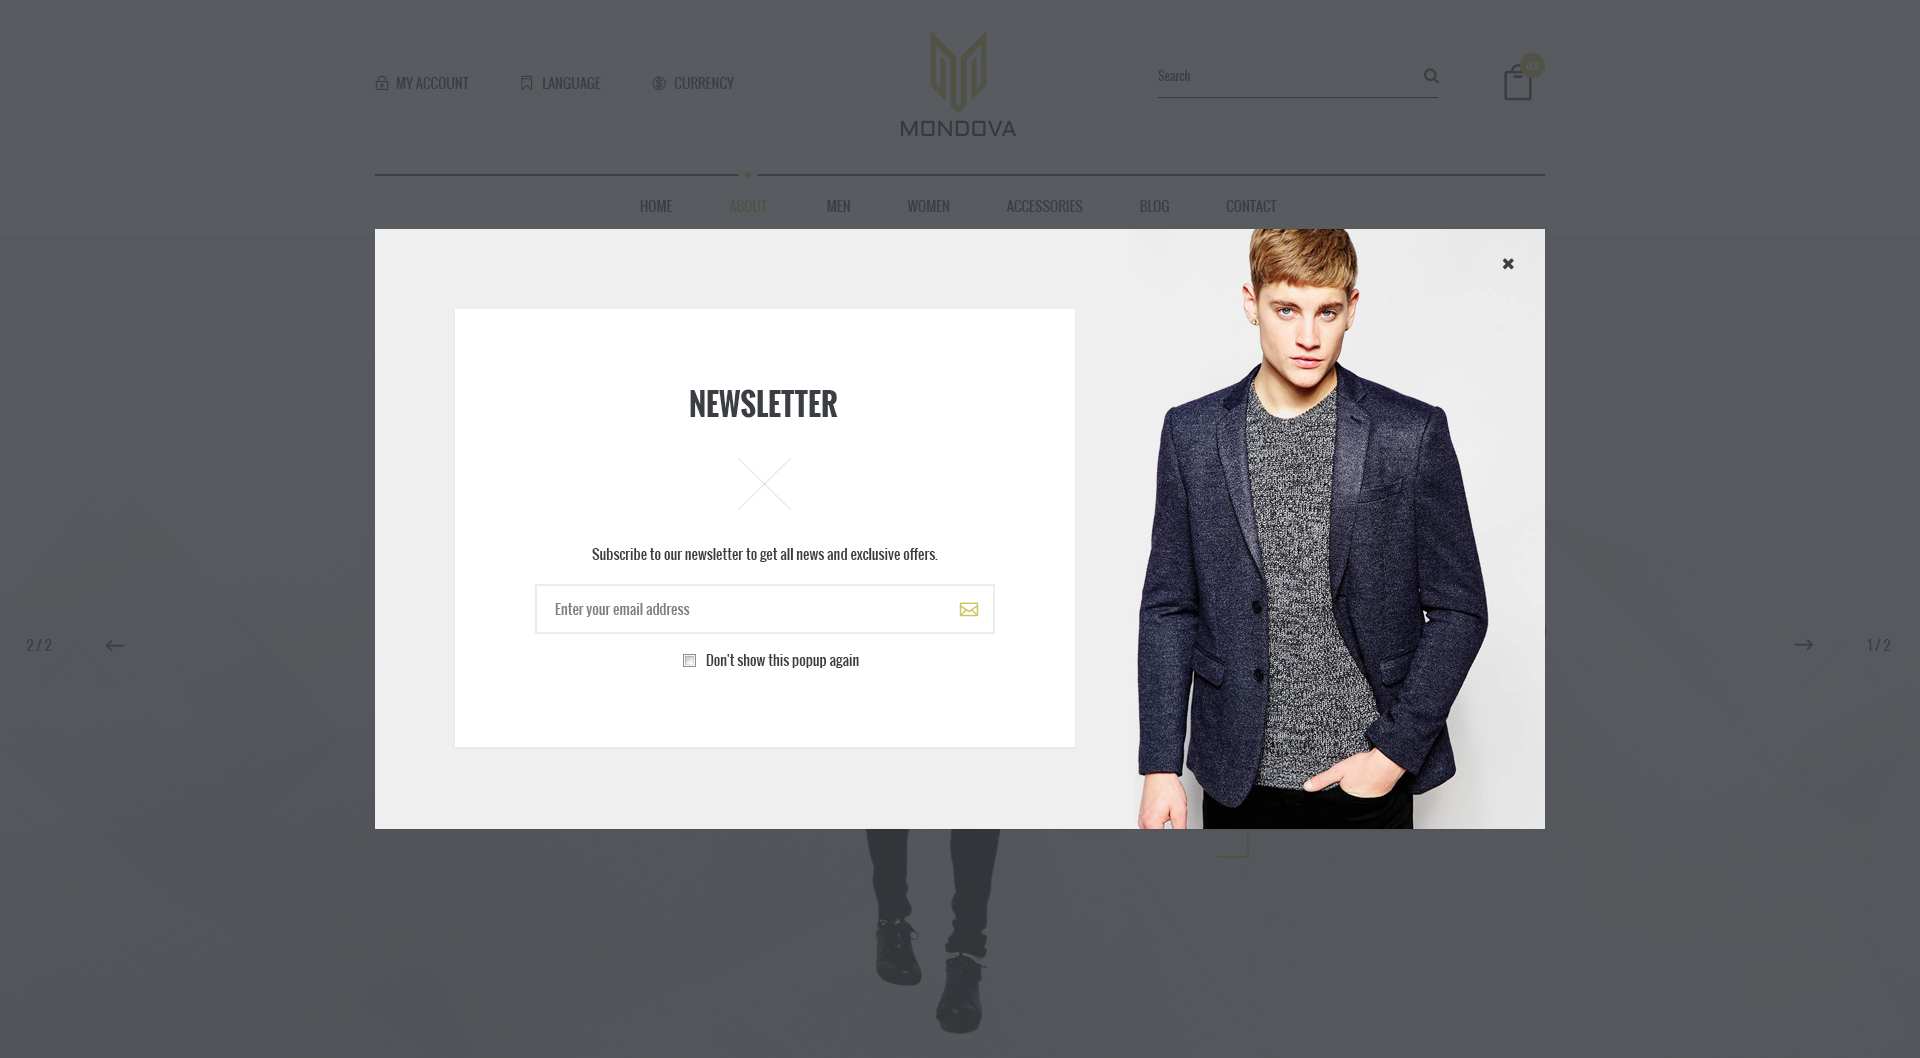 MY ACCOUNT
LANGUAGE
CURRENCY
MONDOVA
Search
03
HOME
ABOUT
MEN
WOMEN
ACCESSORIES
BLOG
CONTACT
NEWSLETTER
Subscribe to our newsletter to get all news and exclusive offers.
Enter your email address
Don't show this popup again
2 / 2
1 / 2